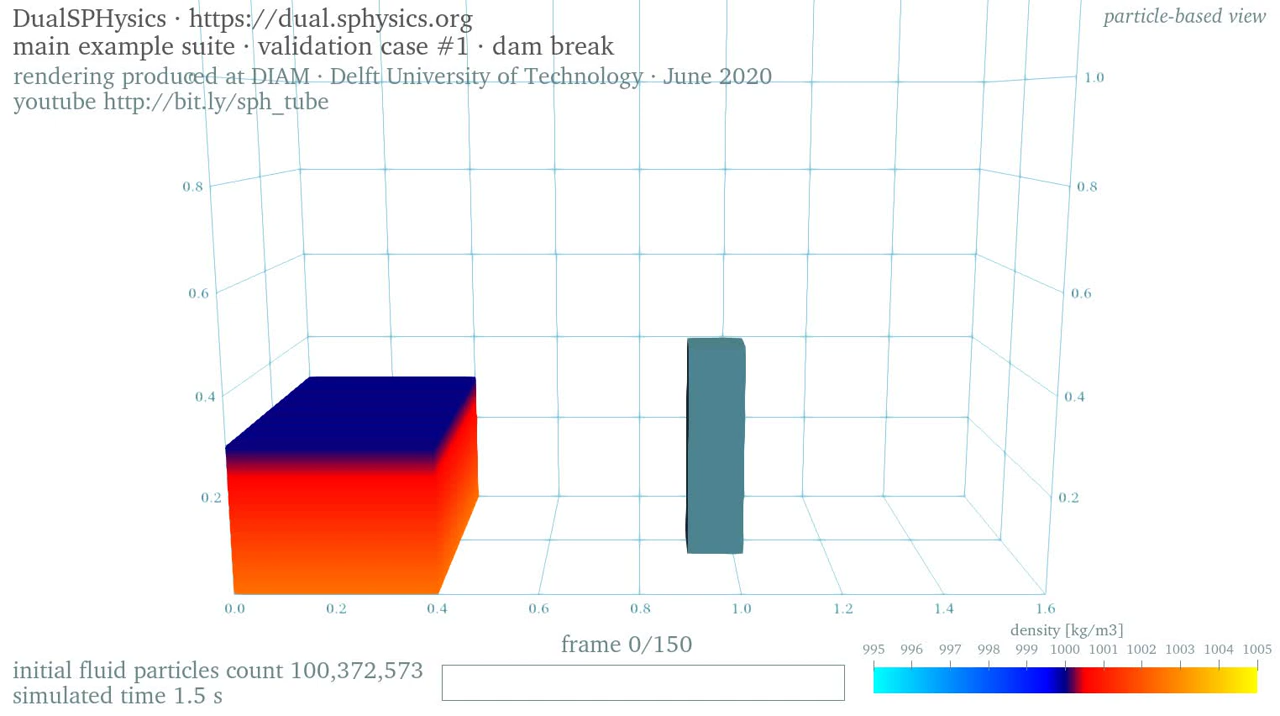 DualSPHysics · https://dual.sphysics.org
particle-based view
main example suite · validation case #1 · dam break
rendering produced at DIAM · Delft University of Technology · June 2020
youtube http://bit.ly/sph_tube
1.0
0.8 0.8
0.6 0.6
0.4 0.4
0.2 0.2
0.0 0.2 0.4 0.6 0.8 1.0 1.2 1.4 1.6
frame 0/150
density [kg/m3]
995 996 997 998 999 1000 1001 1002 1003 1004 1005
initial fluid particles count 100,372,573
simulated time 1.5 s